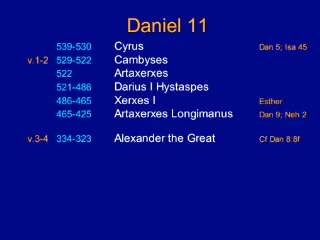 Daniel 11
539-530 Cyrus Dan 5; Isa 45
v.1-2 529-522 Cambyses
522 Artaxerxes
521-486 Darius I Hystaspes
486-465 Xerxes I Esther
465-425 Artaxerxes Longimanus Dan 9; Neh 2
v.3-4 334-323 Alexander the Great Cf Dan 8:8f